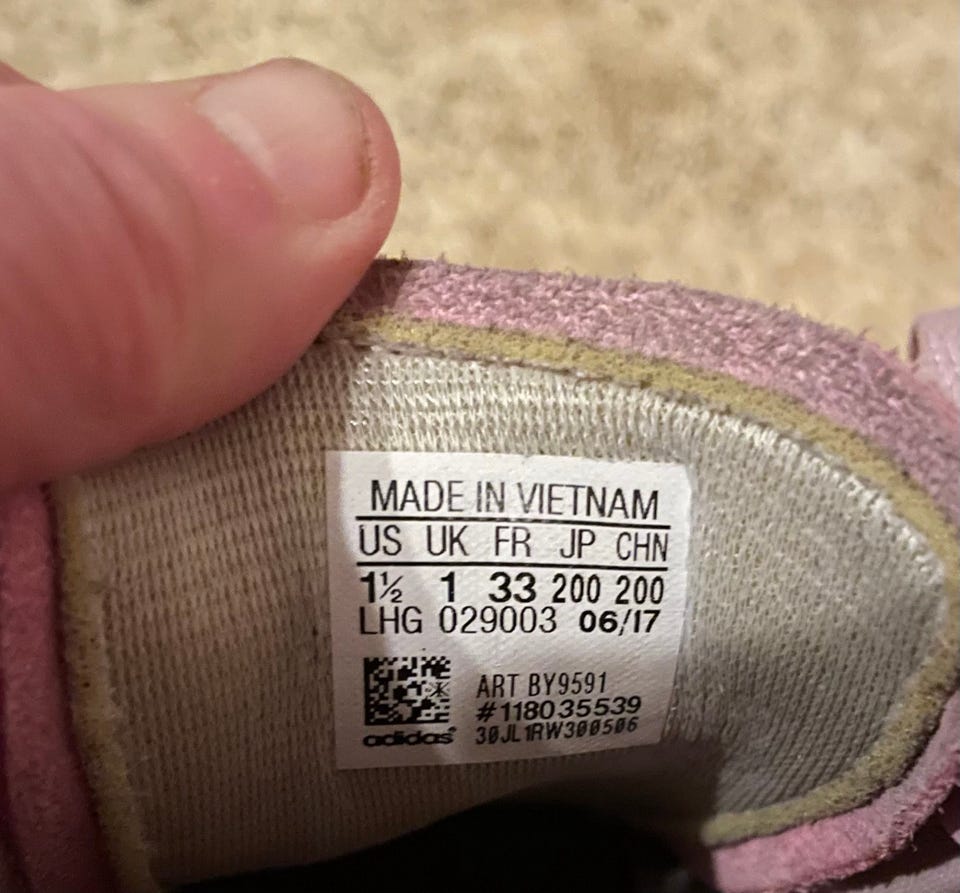 MADE IN VIETNAM
US UK FR JP CHN
1½ 1 33 200 200
LHG 029003 06/17
ART BY9591
#118035539
adidas 30JL1RW300506